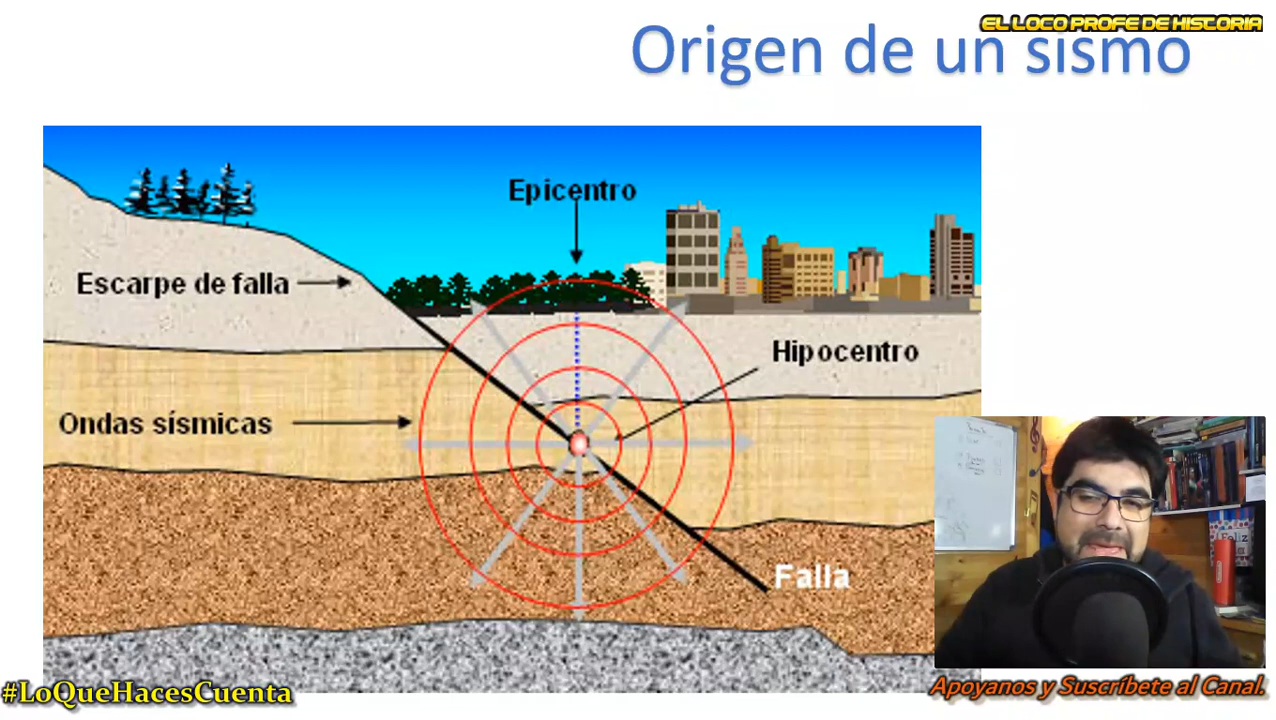 EL LOCO PROFE DE HISTORIA
Origen de un sismo
Epicentro
Escarpe de falla
Hipocentro
Ondas sísmicas
Falla
#LoQueHacesCuenta
Apoyanos y Suscríbete al Canal.